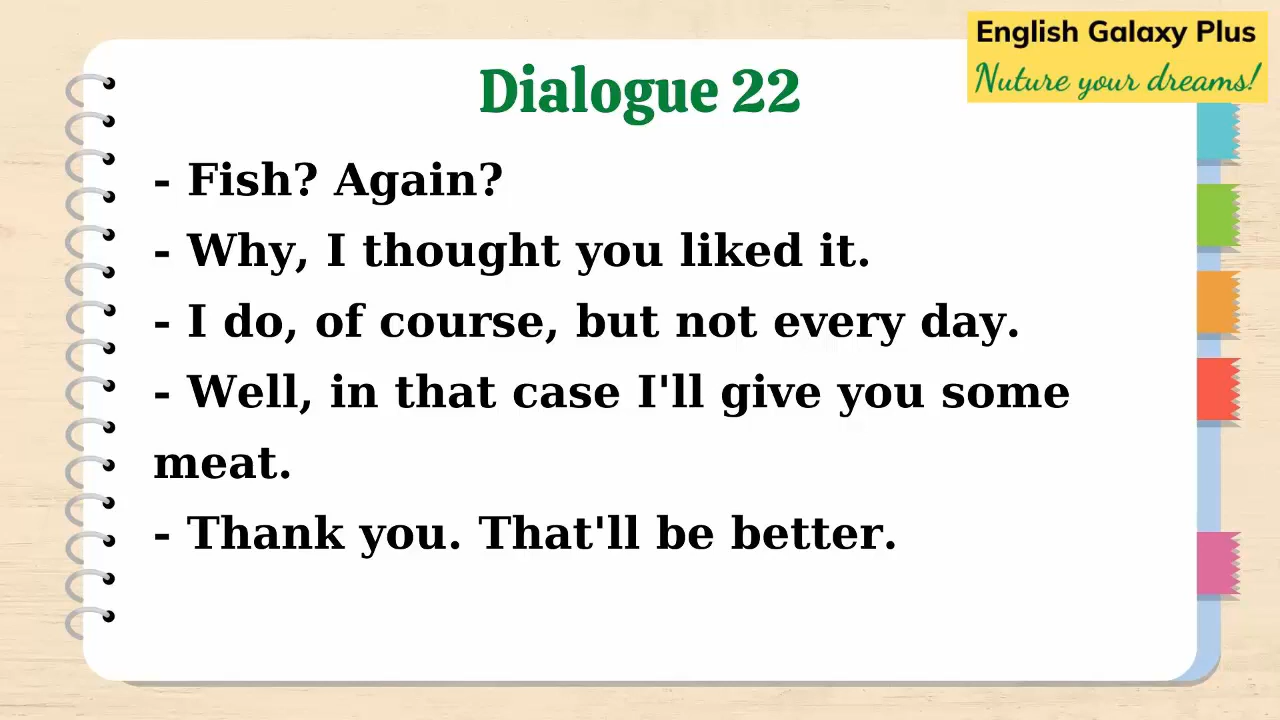 English Galaxy Plus
Nuture your dreams!
Dialogue 22
- Fish? Again?
- Why, I thought you liked it.
- I do, of course, but not every day.
- Well, in that case I'll give you some
meat.
- Thank you. That'll be better.